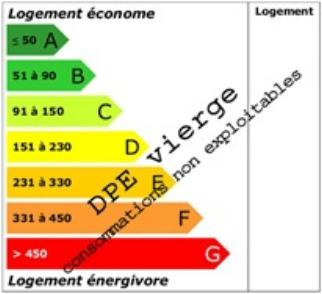 Logement économe
Logement
≤ 50 A
51 à 90 B
91 à 150 C
151 à 230 D
231 à 330 E
331 à 450 F
> 450 G
DPE vierge
consommations non exploitables
Logement énergivore